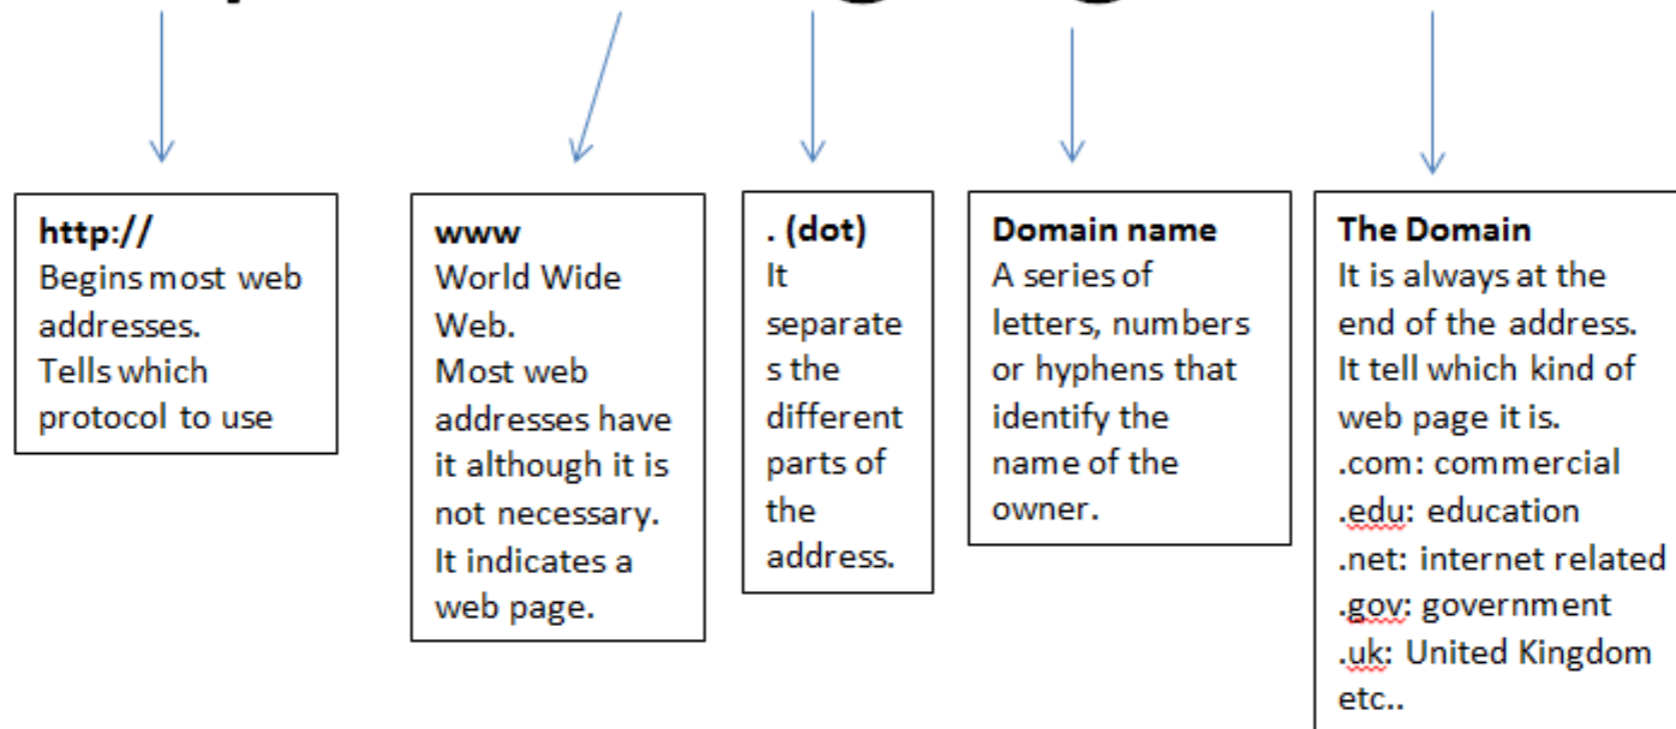 http://
Begins most web
addresses.
Tells which
protocol to use
www
World Wide
Web.
Most web
addresses have
it although it is
not necessary.
It indicates a
web page.
. (dot)
It
separate
s the
different
parts of
the
address.
Domain name
A series of
letters, numbers
or hyphens that
identify the
name of the
owner.
The Domain
It is always at the
end of the address.
It tell which kind of
web page it is.
.com: commercial
.edu: education
.net: internet related
.gov: government
.uk: United Kingdom
etc..